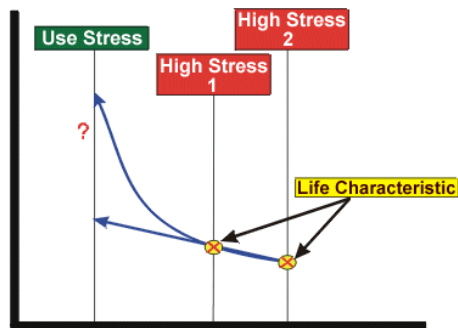 Use Stress
High Stress
1
High Stress
2
?
Life Characteristic